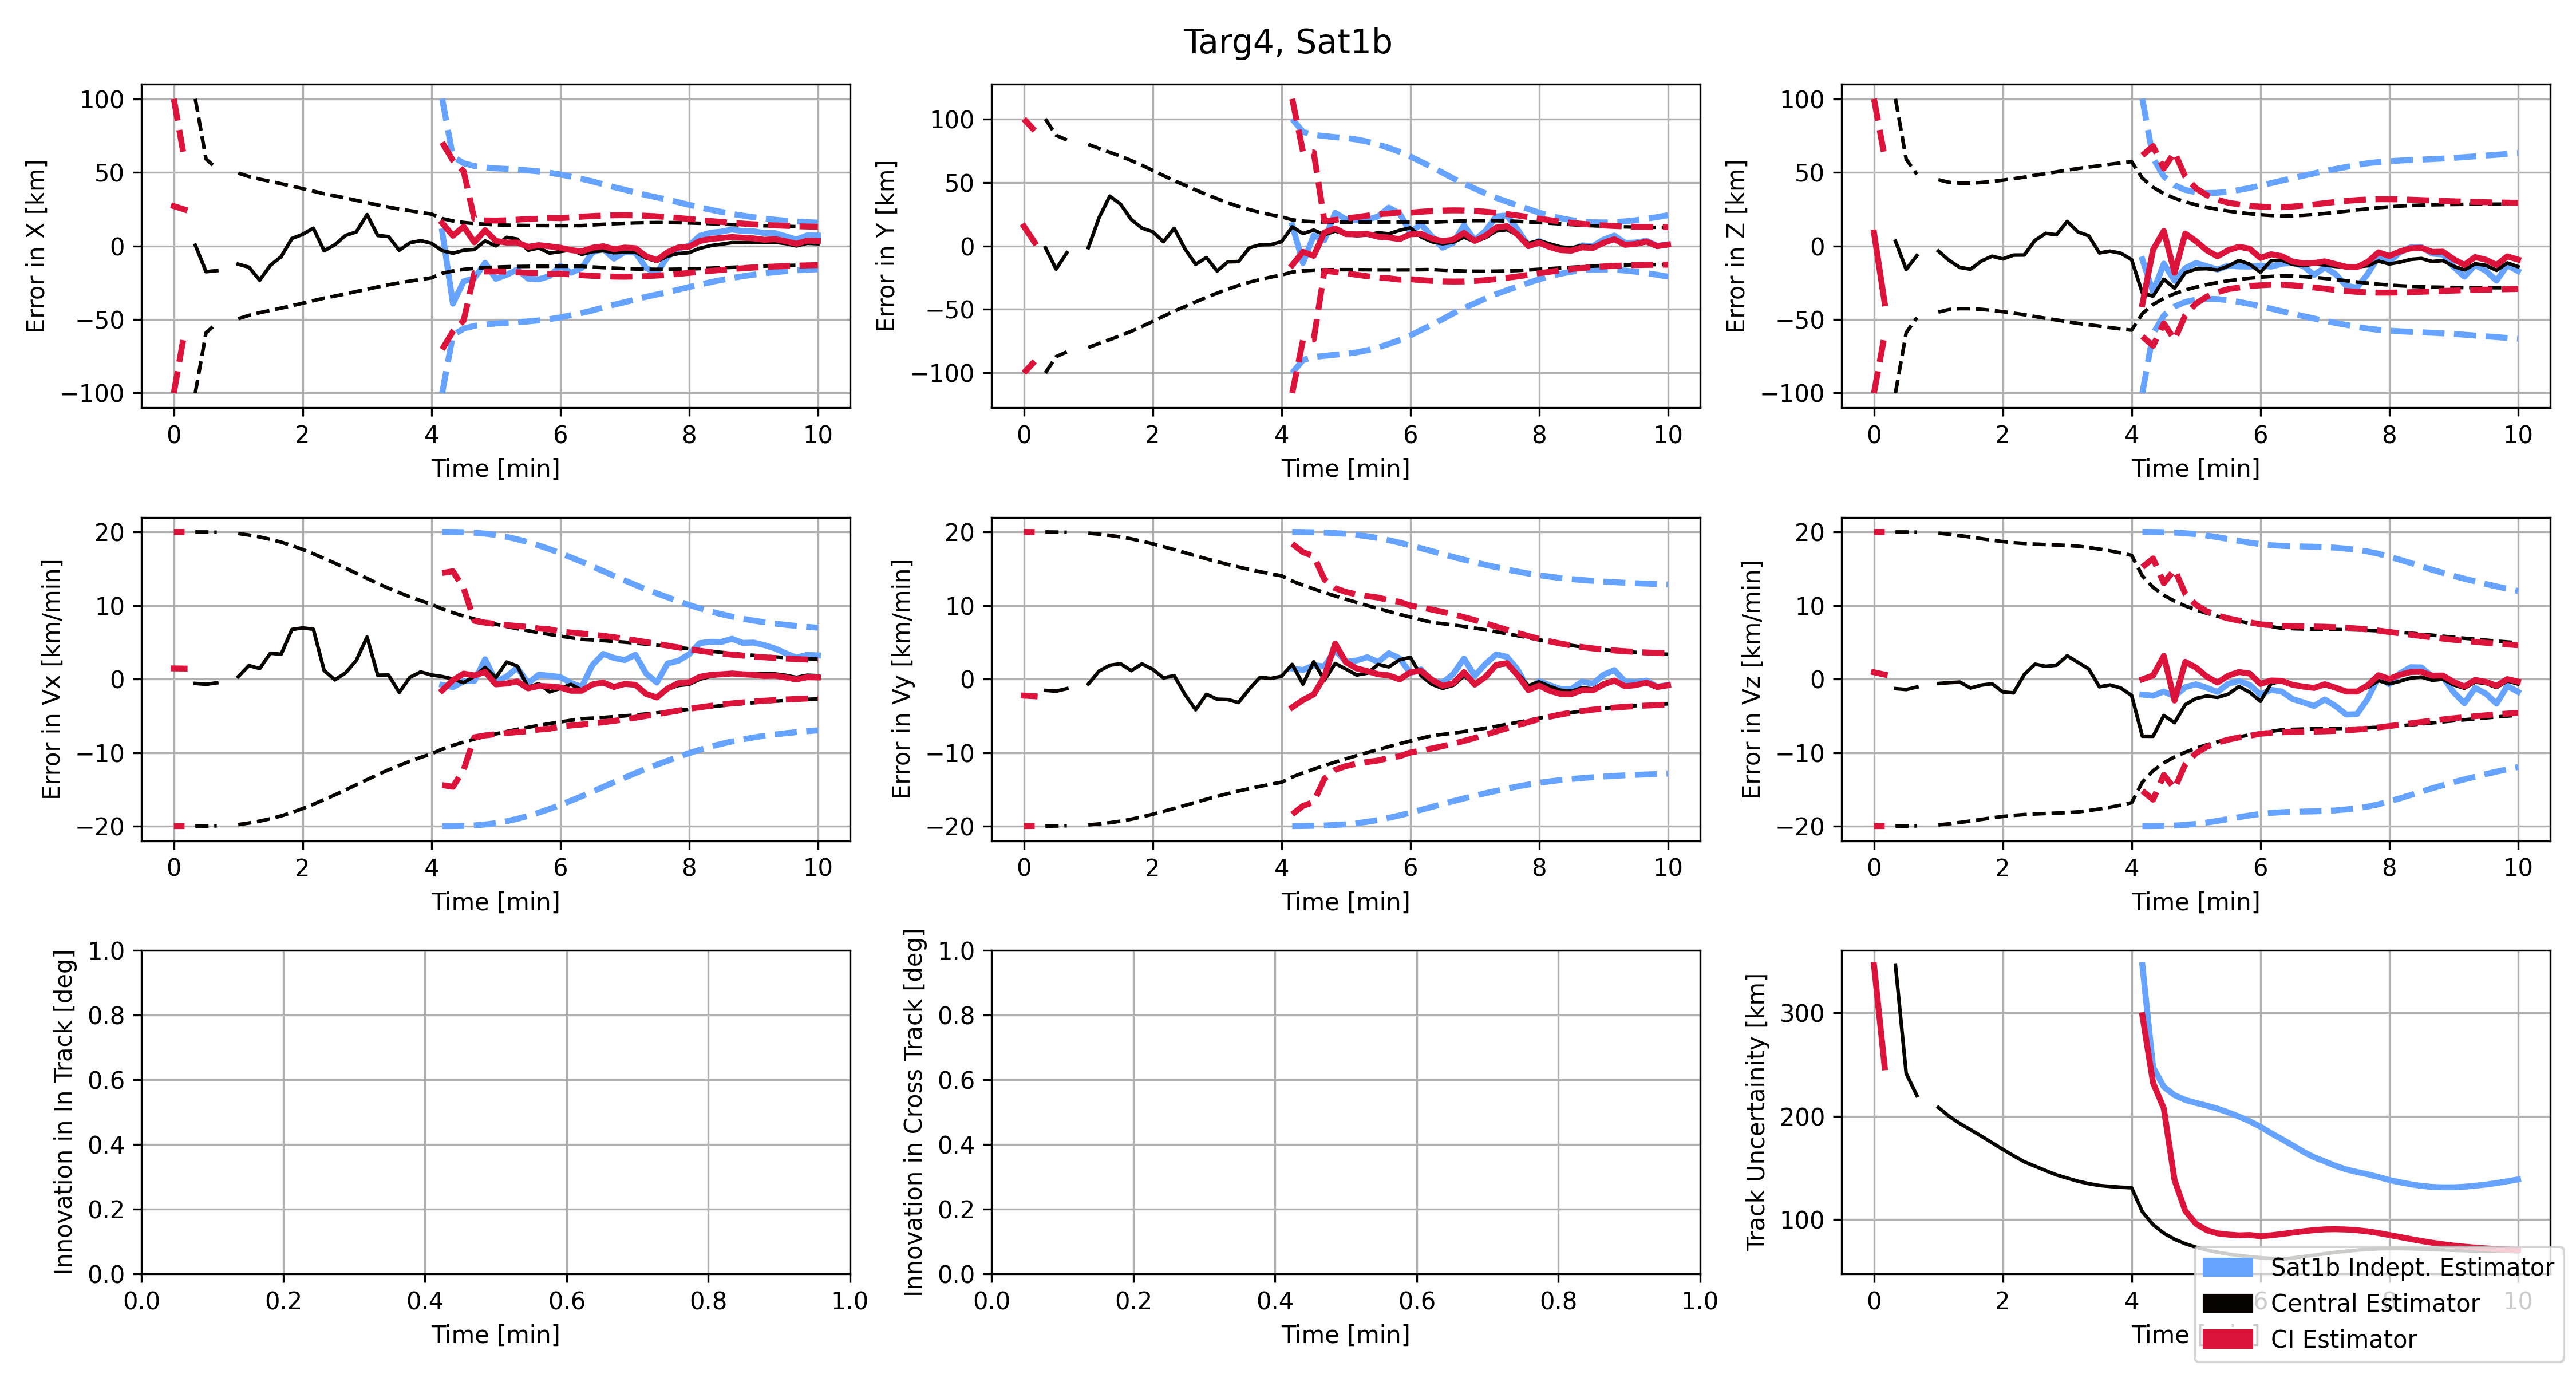 Targ4, Sat1b
Error in X [km]
100
50
0
−50
−100
0 2 4 6 8 10
Time [min]
Error in Y [km]
100
50
0
−50
−100
0 2 4 6 8 10
Time [min]
Error in Z [km]
100
50
0
−50
−100
0 2 4 6 8 10
Time [min]
Error in Vx [km/min]
20
10
0
−10
−20
0 2 4 6 8 10
Time [min]
Error in Vy [km/min]
20
10
0
−10
−20
0 2 4 6 8 10
Time [min]
Error in Vz [km/min]
20
10
0
−10
−20
0 2 4 6 8 10
Time [min]
Innovation in In Track [deg]
1.0
0.8
0.6
0.4
0.2
0.0
0.0 0.2 0.4 0.6 0.8 1.0
Time [min]
Innovation in Cross Track [deg]
1.0
0.8
0.6
0.4
0.2
0.0
0.0 0.2 0.4 0.6 0.8 1.0
Time [min]
Track Uncertainity [km]
300
200
100
0 2 4 6 8 10
Time
Sat1b Indept. Estimator
Central Estimator
CI Estimator